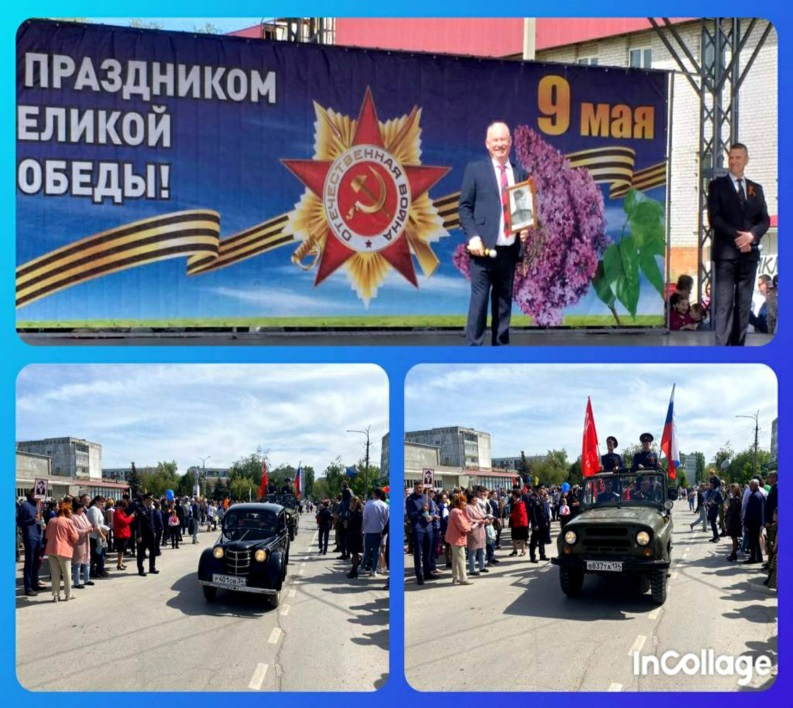 ПРАЗДНИКОМ
ЕЛИКОЙ
ОБЕДЫ!
9 мая
ОТЕЧЕСТВЕННАЯ ВОЙНА
InCollage